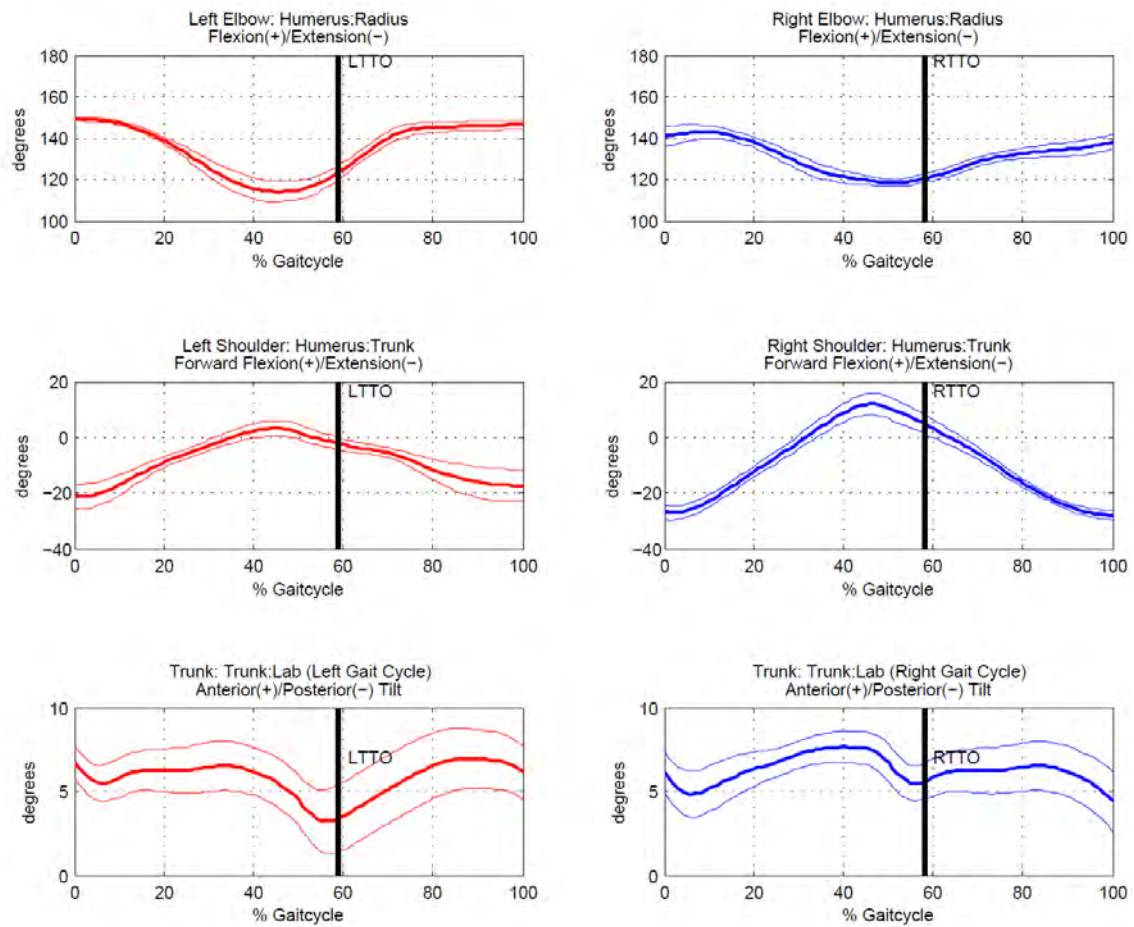 Left Elbow: Humerus:Radius
Flexion(+)/Extension(−)
180
160
140
120
100
degrees
LTTO
0 20 40 60 80 100
% Gaitcycle
Right Elbow: Humerus:Radius
Flexion(+)/Extension(−)
180
160
140
120
100
degrees
RTTO
0 20 40 60 80 100
% Gaitcycle
Left Shoulder: Humerus:Trunk
Forward Flexion(+)/Extension(−)
20
0
−20
−40
degrees
LTTO
0 20 40 60 80 100
% Gaitcycle
Right Shoulder: Humerus:Trunk
Forward Flexion(+)/Extension(−)
20
0
−20
−40
degrees
RTTO
0 20 40 60 80 100
% Gaitcycle
Trunk: Trunk:Lab (Left Gait Cycle)
Anterior(+)/Posterior(−) Tilt
10
5
0
degrees
LTTO
0 20 40 60 80 100
% Gaitcycle
Trunk: Trunk:Lab (Right Gait Cycle)
Anterior(+)/Posterior(−) Tilt
10
5
0
degrees
RTTO
0 20 40 60 80 100
% Gaitcycle